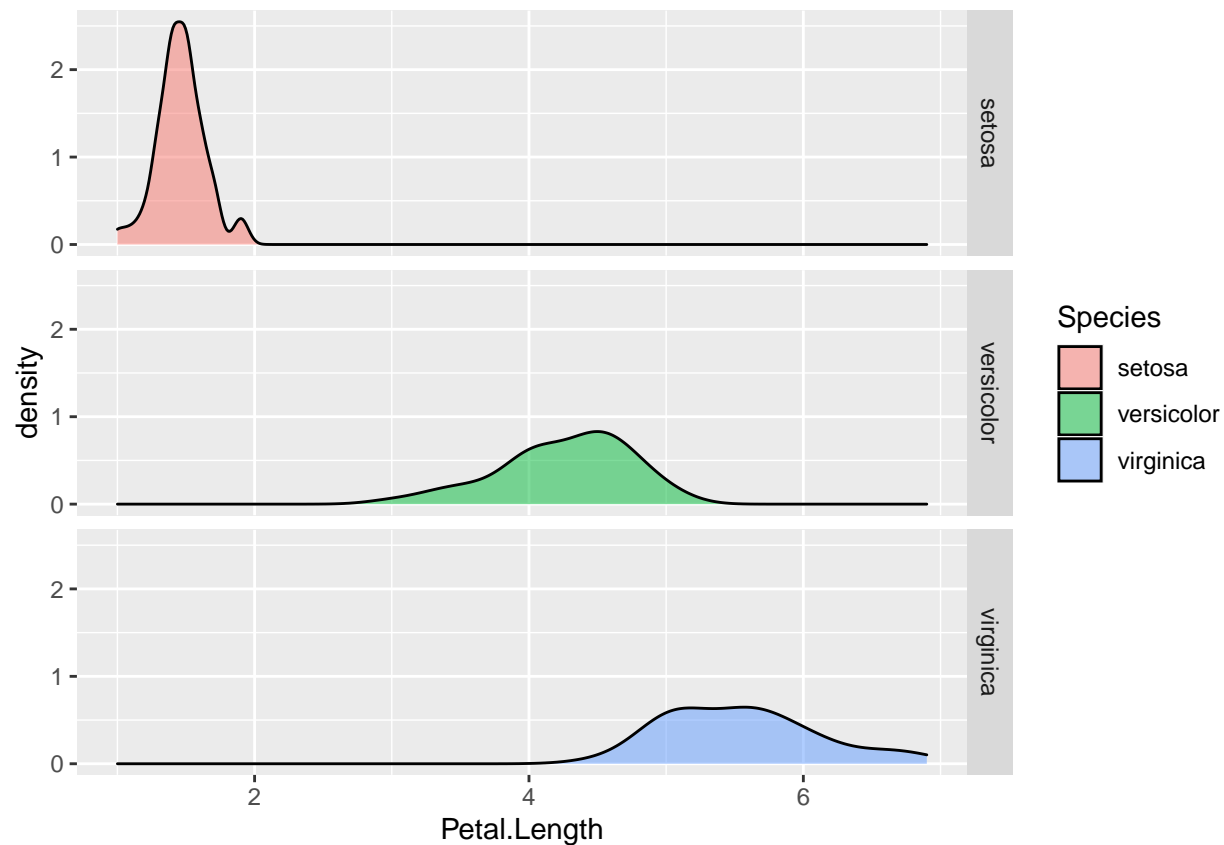 2
1
0
setosa
2
1
0
versicolor
2
1
0
virginica
2 4 6
Petal.Length
density
Species
setosa
versicolor
virginica